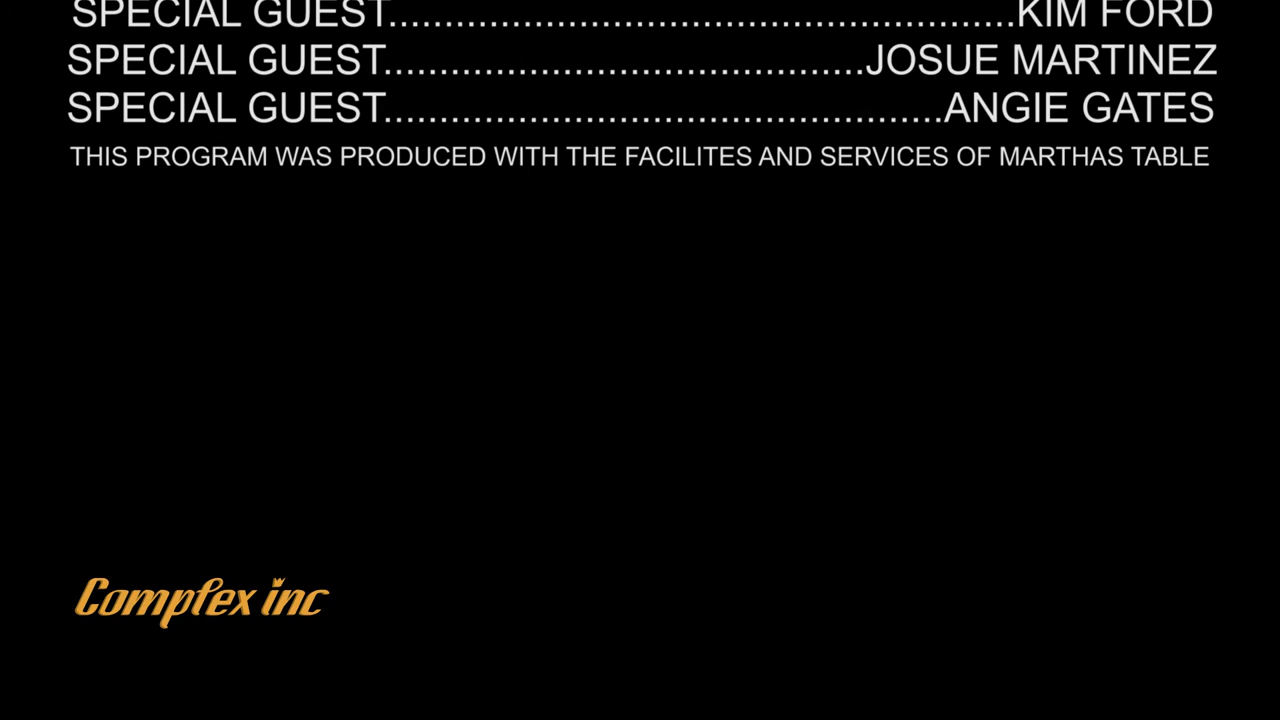 SPECIAL GUEST......................................................KIM FORD
SPECIAL GUEST..........................................JOSUE MARTINEZ
SPECIAL GUEST.................................................ANGIE GATES
THIS PROGRAM WAS PRODUCED WITH THE FACILITES AND SERVICES OF MARTHAS TABLE
Compfex inc